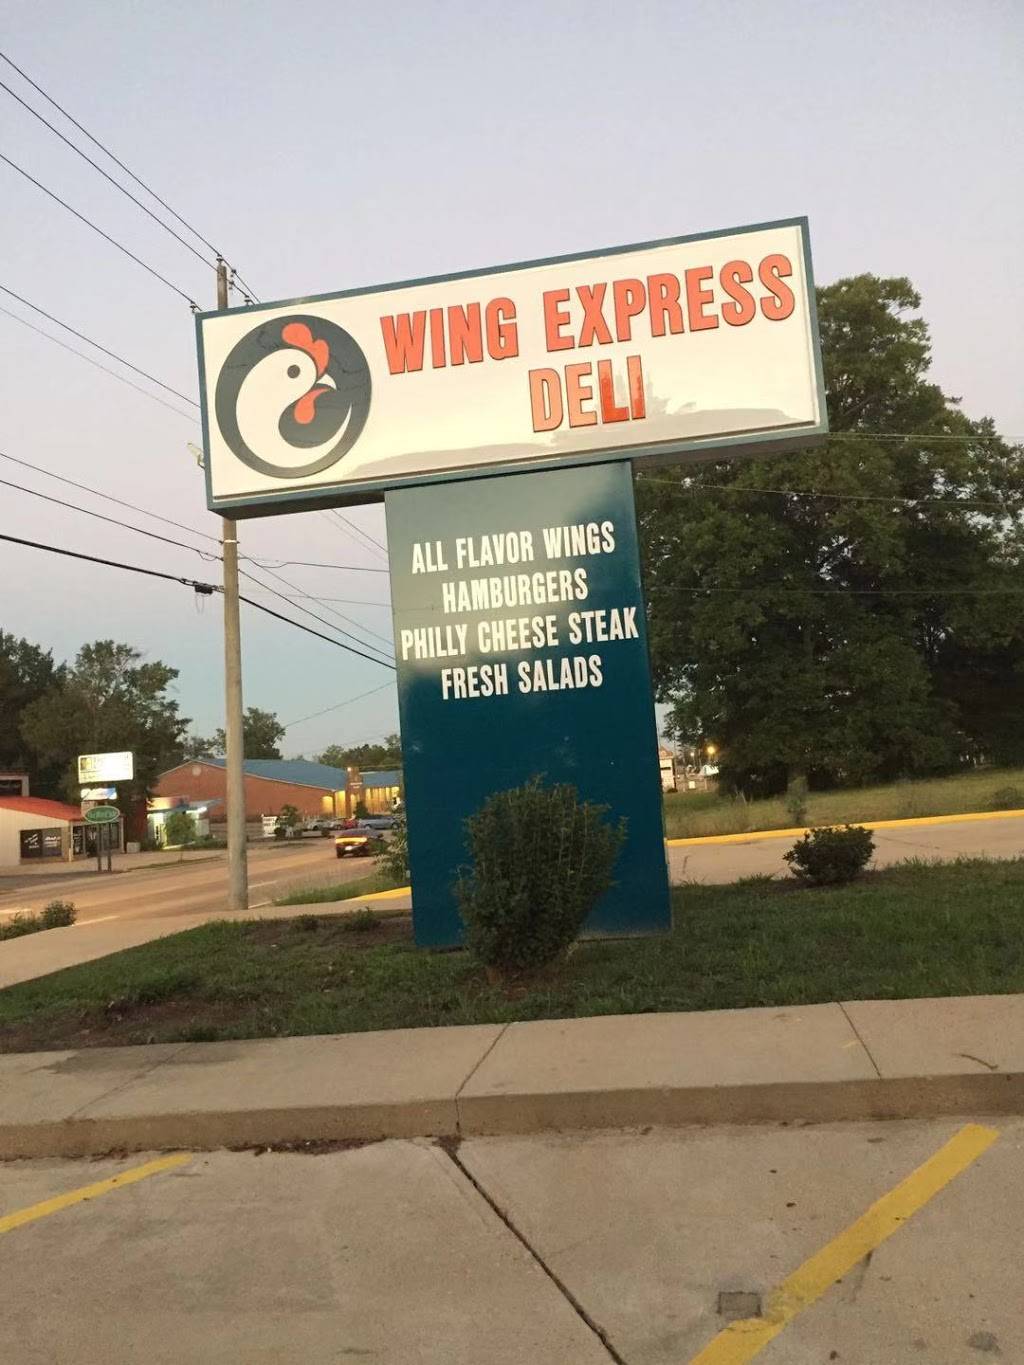 WING EXPRESS
DELI
ALL FLAVOR WINGS
HAMBURGERS
PHILLY CHEESE STEAK
FRESH SALADS